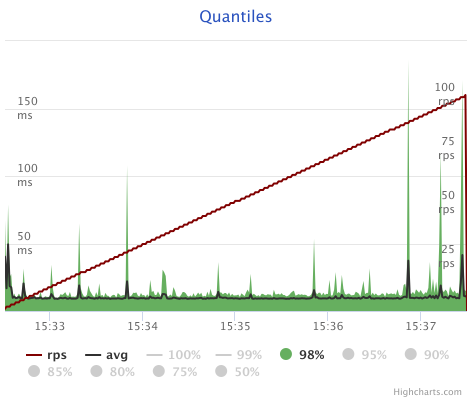 Quantiles
150
ms
100
ms
50
ms
100
rps
75
rps
50
rps
25
rps
15:33 15:34 15:35 15:36 15:37
rps avg 100% 99% 98% 95% 90%
85% 80% 75% 50%
Highcharts.com